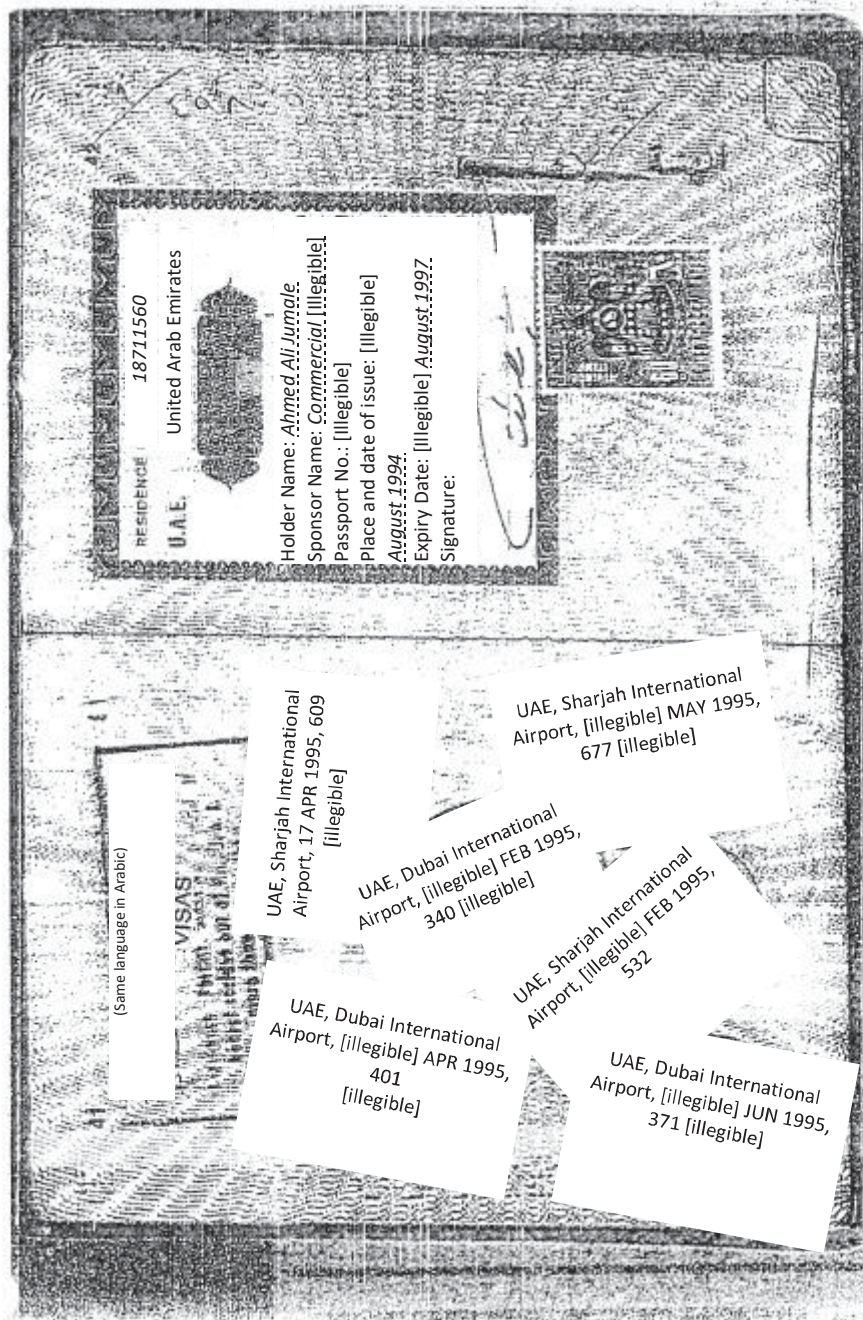 RESIDENCE 18711560
U.A.E. United Arab Emirates
Holder Name: Ahmed Ali Jumale
Sponsor Name: Commercial [Illegible]
Passport No.: [Illegible]
Place and date of issue: [Illegible]
August 1994
Expiry Date: [Illegible] August 1997
Signature:
41
(Same language in Arabic)
VISAS
UAE, Sharjah International
Airport, 17 APR 1995, 609
[illegible]
UAE, Sharjah International
Airport, [illegible] MAY 1995,
677 [illegible]
UAE, Dubai International
Airport, [illegible] FEB 1995,
340 [illegible]
UAE, Sharjah International
Airport, [illegible] FEB 1995,
532
UAE, Dubai International
Airport, [illegible] APR 1995,
401
[illegible]
UAE, Dubai International
Airport, [illegible] JUN 1995,
371 [illegible]